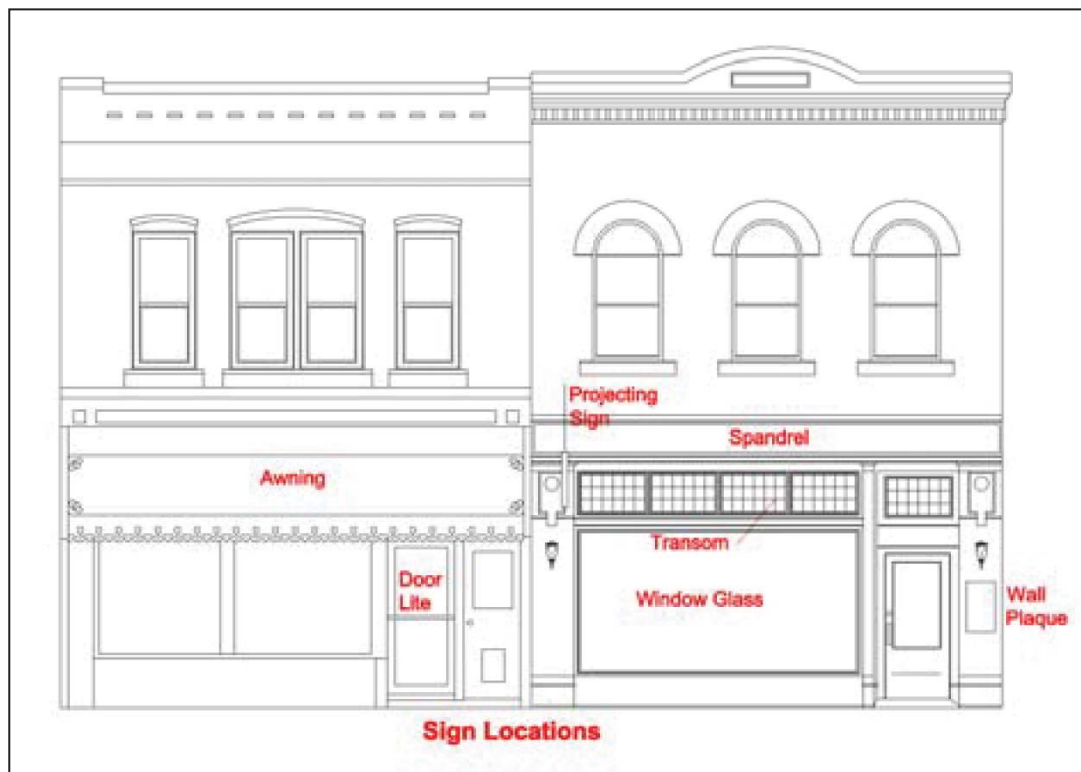 Projecting
Sign
Spandrel
Awning
Transom
Door
Lite
Window Glass
Wall
Plaque
Sign Locations